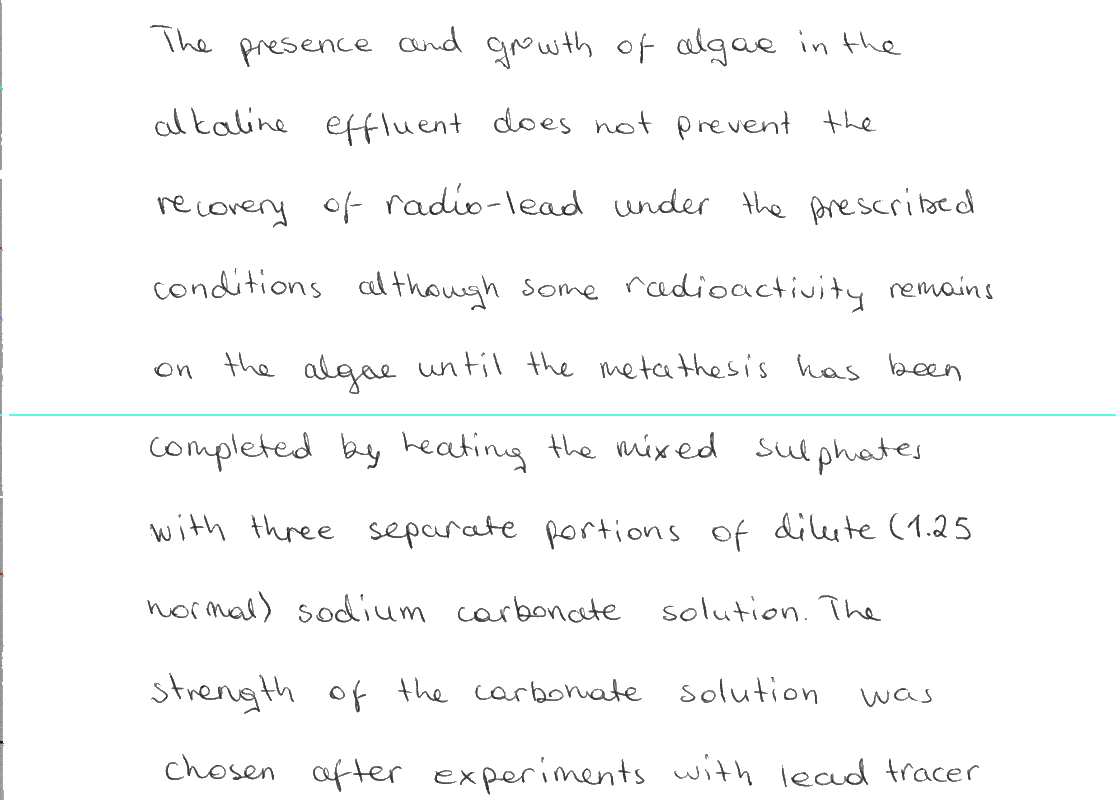 The presence and growth of algae in the
alkaline effluent does not prevent the
recovery of radio-lead under the prescribed
conditions although some radioactivity remains
on the algae until the metathesis has been
completed by heating the mixed sulphates
with three separate portions of dilute (1.25
normal) sodium carbonate solution. The
strength of the carbonate solution was
chosen after experiments with lead tracer